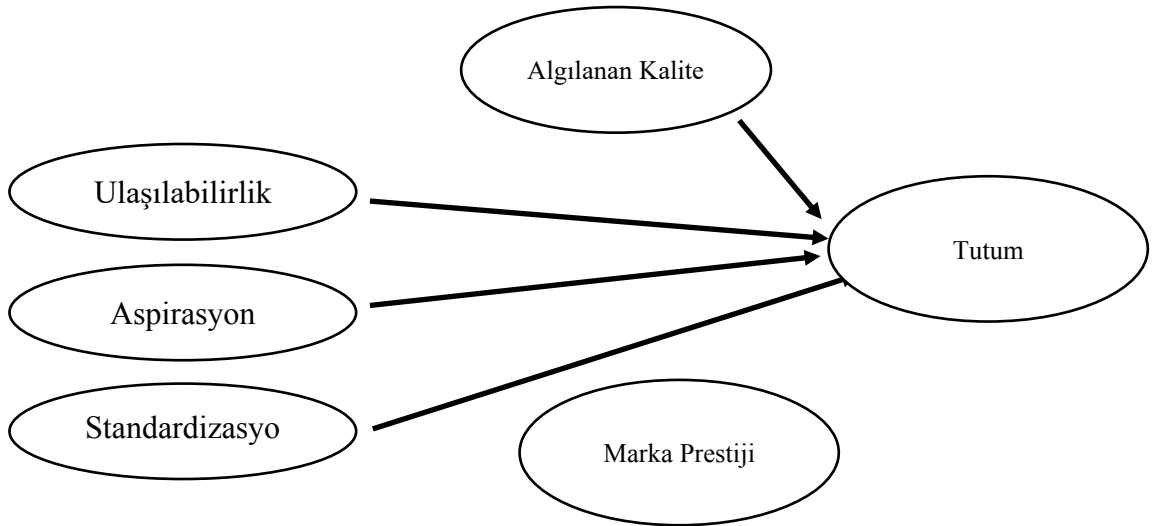 Algılanan Kalite
Ulaşılabilirlik
Tutum
Aspirasyon
Standardizasyo
Marka Prestiji